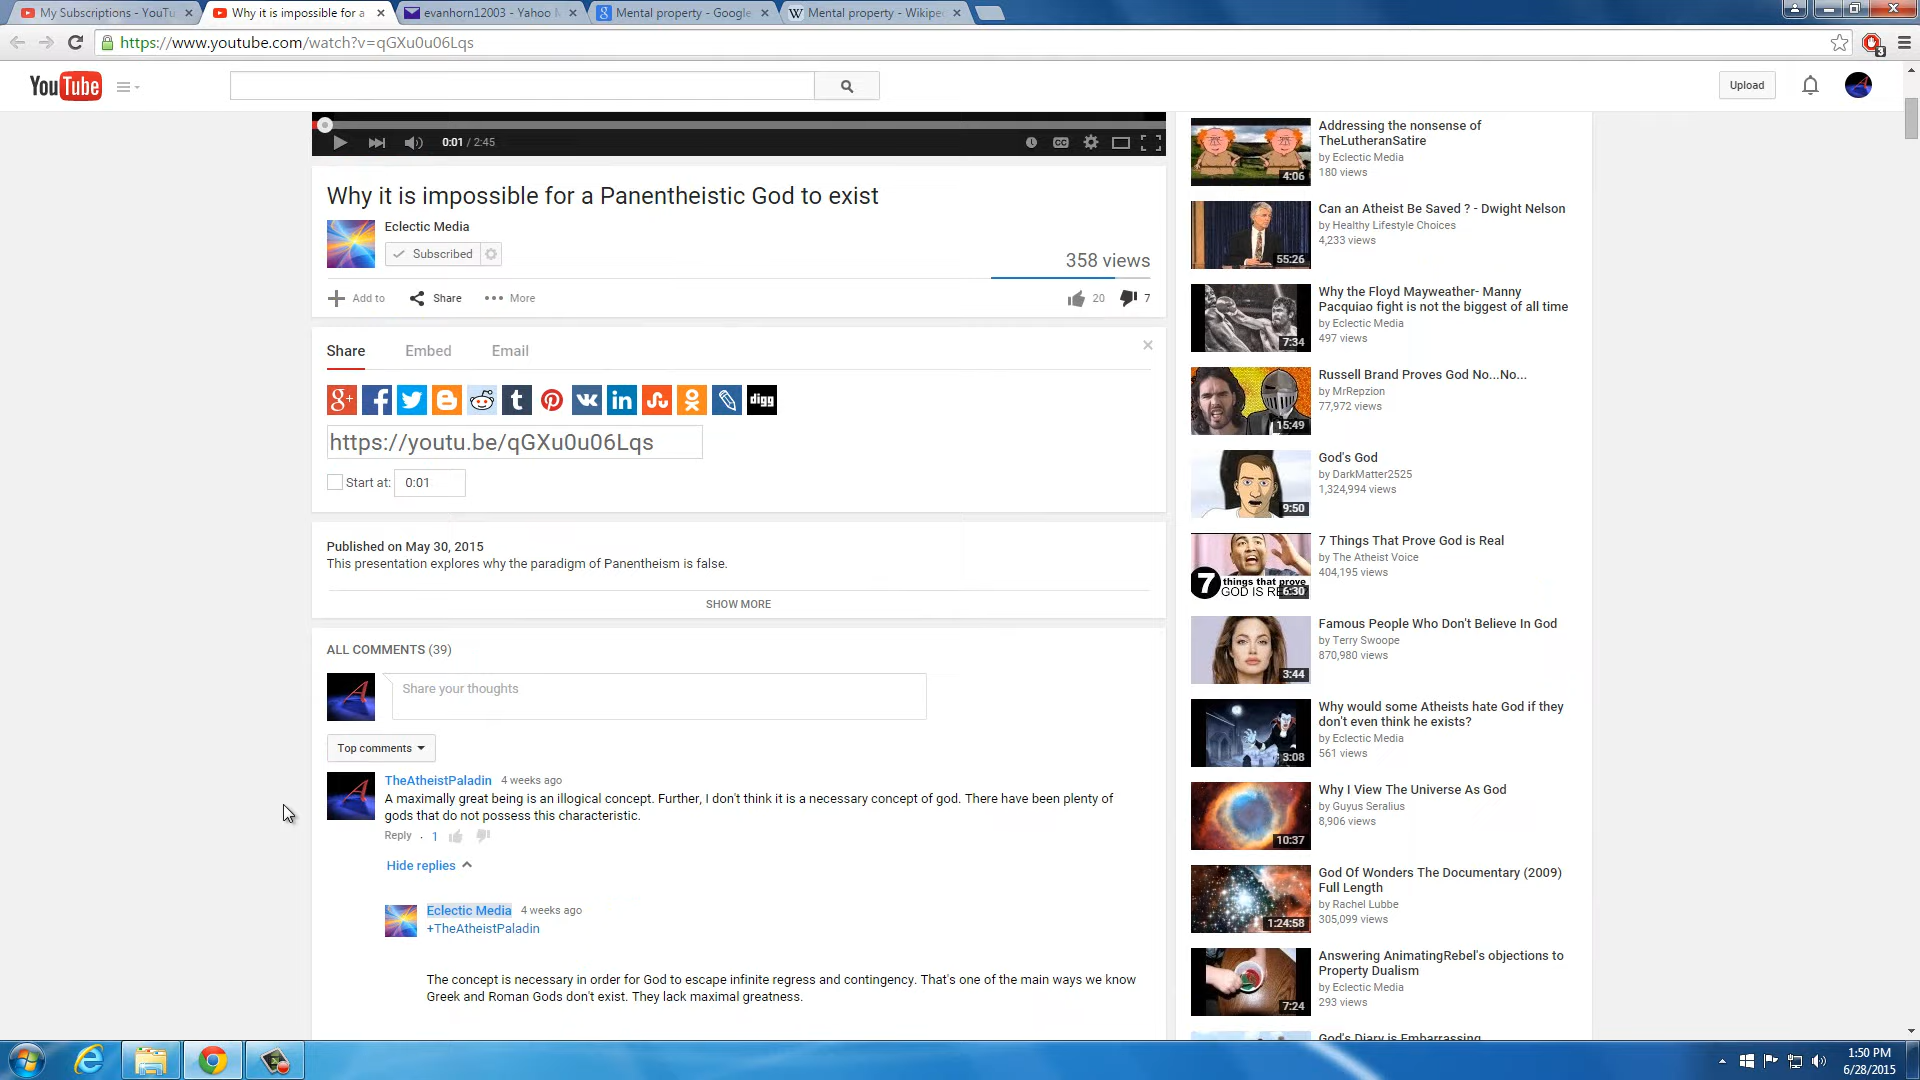 My Subscriptions - YouTu
Why it is impossible for a
evanhorn12003 - Yahoo M
Mental property - Google
Mental property - Wikipe
https://www.youtube.com/watch?v=qGXu0u06Lqs
3
YouTube
Upload
0:01 / 2:45
CC
Why it is impossible for a Panentheistic God to exist
Eclectic Media
Subscribed
358 views
Add to
Share
More
20
7
Share
Embed
Email
g+
t
in
digg
https://youtu.be/qGXu0u06Lqs
Start at:
0:01
Published on May 30, 2015
This presentation explores why the paradigm of Panentheism is false.
SHOW MORE
ALL COMMENTS (39)
Share your thoughts
Top comments
TheAtheistPaladin 4 weeks ago
A maximally great being is an illogical concept. Further, I don't think it is a necessary concept of god. There have been plenty of
gods that do not possess this characteristic.
Reply · 1
Hide replies
Eclectic Media 4 weeks ago
+TheAtheistPaladin
The concept is necessary in order for God to escape infinite regress and contingency. That's one of the main ways we know
Greek and Roman Gods don't exist. They lack maximal greatness.
Addressing the nonsense of
TheLutheranSatire
by Eclectic Media
180 views
4:06
Can an Atheist Be Saved ? - Dwight Nelson
by Healthy Lifestyle Choices
4,233 views
55:26
Why the Floyd Mayweather- Manny
Pacquiao fight is not the biggest of all time
by Eclectic Media
497 views
7:34
Russell Brand Proves God No...No...
by MrRepzion
77,972 views
15:49
God's God
by DarkMatter2525
1,324,994 views
9:50
7 Things That Prove God is Real
by The Atheist Voice
404,195 views
7 things that prove
GOD IS RE
6:30
Famous People Who Don't Believe In God
by Terry Swoope
870,980 views
3:44
Why would some Atheists hate God if they
don't even think he exists?
by Eclectic Media
561 views
3:08
Why I View The Universe As God
by Guyus Seralius
8,906 views
10:37
God Of Wonders The Documentary (2009)
Full Length
by Rachel Lubbe
305,099 views
1:24:58
Answering AnimatingRebel's objections to
Property Dualism
by Eclectic Media
293 views
7:24
God's Diary is Embarrassing
1:50 PM
6/28/2015